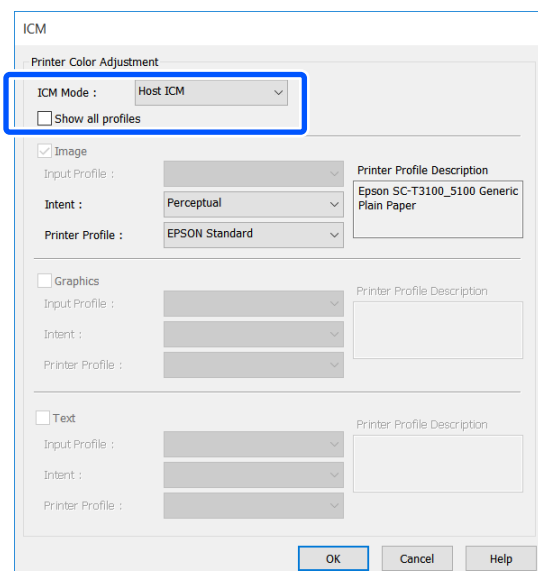 ICM
Printer Color Adjustment
ICM Mode : Host ICM
Show all profiles
Image
Input Profile :
Printer Profile Description
Intent : Perceptual
Epson SC-T3100_5100 Generic
Plain Paper
Printer Profile : EPSON Standard
Graphics
Printer Profile Description
Input Profile :
Intent :
Printer Profile :
Text
Printer Profile Description
Input Profile :
Intent :
Printer Profile :
OK Cancel Help